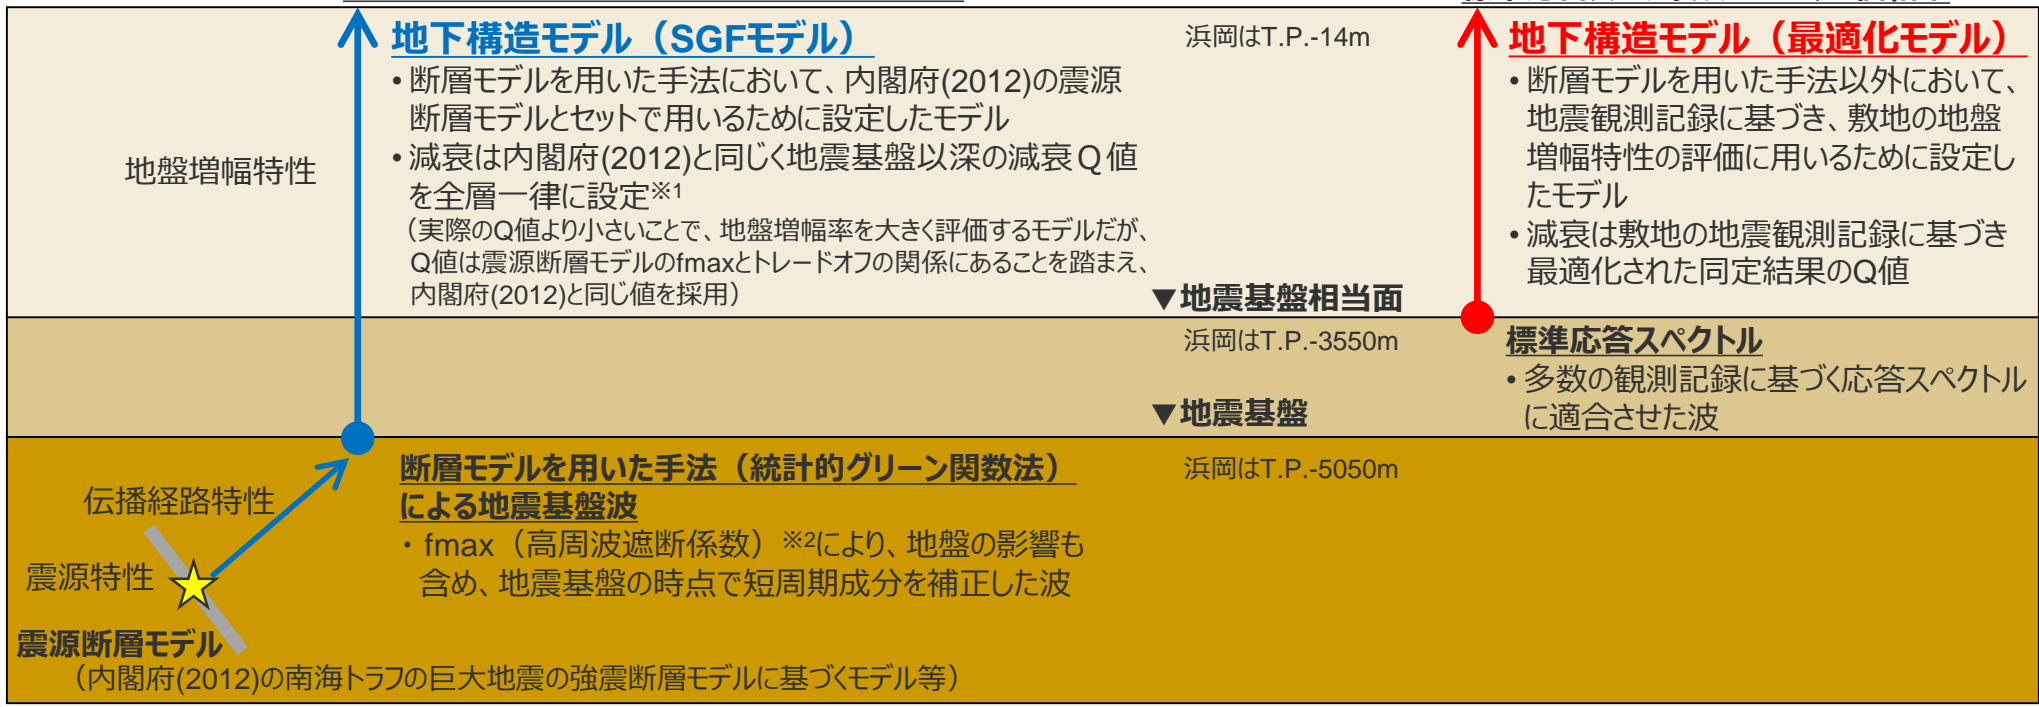 地下構造モデル（SGFモデル）
・断層モデルを用いた手法において、内閣府(2012)の震源
断層モデルとセットで用いるために設定したモデル
・減衰は内閣府(2012)と同じく地震基盤以深の減衰Q値
を全層一律に設定※1
（実際のQ値より小さいことで、地盤増幅率を大きく評価するモデルだが、
Q値は震源断層モデルのfmaxとトレードオフの関係にあることを踏まえ、
内閣府(2012)と同じ値を採用）
地盤増幅特性
浜岡はT.P.-14m
▼地震基盤相当面
地下構造モデル（最適化モデル）
・断層モデルを用いた手法以外において、
地震観測記録に基づき、敷地の地盤
増幅特性の評価に用いるために設定し
たモデル
・減衰は敷地の地震観測記録に基づき
最適化された同定結果のQ値
浜岡はT.P.-3550m
▼地震基盤
標準応答スペクトル
・多数の観測記録に基づく応答スペクトル
に適合させた波
断層モデルを用いた手法（統計的グリーン関数法）
による地震基盤波
・fmax（高周波遮断係数）※2により、地盤の影響も
含め、地震基盤の時点で短周期成分を補正した波
浜岡はT.P.-5050m
伝播経路特性
震源特性
震源断層モデル
（内閣府(2012)の南海トラフの巨大地震の強震断層モデルに基づくモデル等）